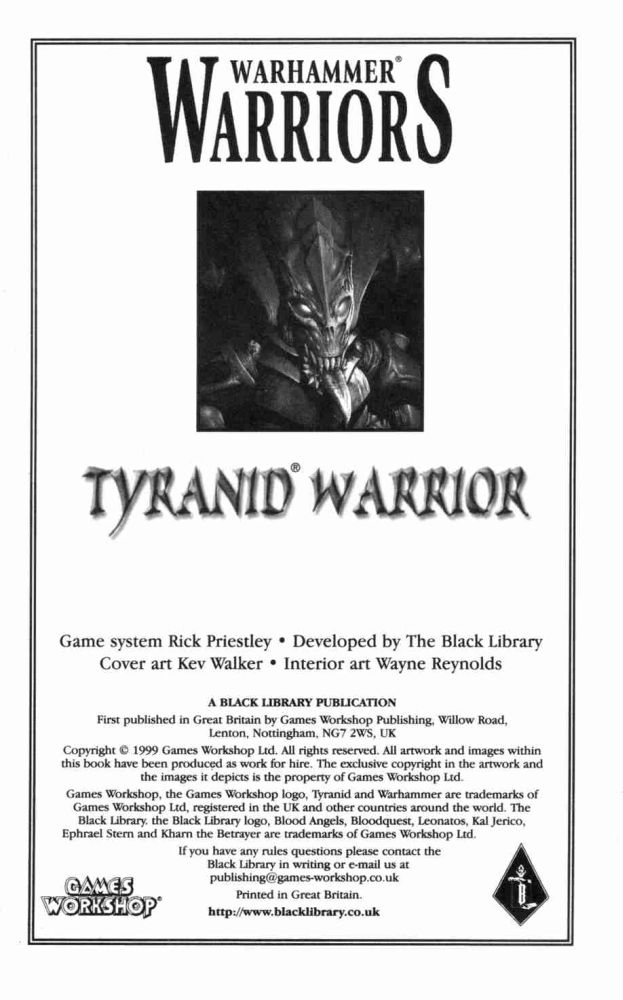 WARHAMMER®
WARRIORS
TYRANID® WARRIOR
Game system Rick Priestley • Developed by The Black Library
Cover art Kev Walker • Interior art Wayne Reynolds
A BLACK LIBRARY PUBLICATION
First published in Great Britain by Games Workshop Publishing, Willow Road,
Lenton, Nottingham, NG7 2WS, UK
Copyright © 1999 Games Workshop Ltd. All rights reserved. All artwork and images within
this book have been produced as work for hire. The exclusive copyright in the artwork and
the images it depicts is the property of Games Workshop Ltd.
Games Workshop, the Games Workshop logo, Tyranid and Warhammer are trademarks of
Games Workshop Ltd, registered in the UK and other countries around the world. The
Black Library. the Black Library logo, Blood Angels, Bloodquest, Leonatos, Kal Jerico,
Ephrael Stern and Kharn the Betrayer are trademarks of Games Workshop Ltd.
If you have any rules questions please contact the
Black Library in writing or e-mail us at
publishing@games-workshop.co.uk
Printed in Great Britain.
http://www.blacklibrary.co.uk
GAMES
WORKSHOP®